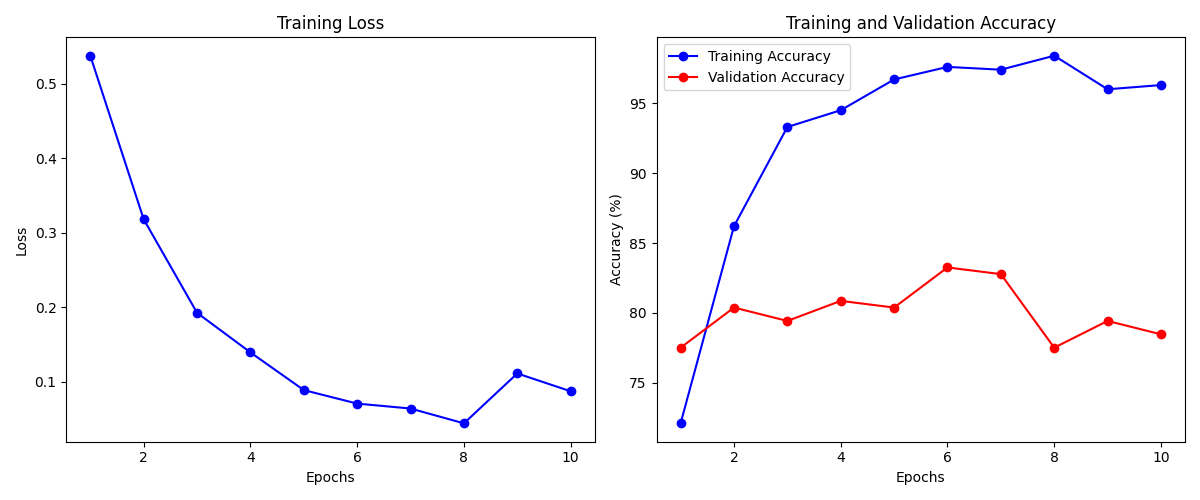 Training Loss
Loss
0.5
0.4
0.3
0.2
0.1
2 4 6 8 10
Epochs
Training and Validation Accuracy
Training Accuracy
Validation Accuracy
Accuracy (%)
95
90
85
80
75
2 4 6 8 10
Epochs